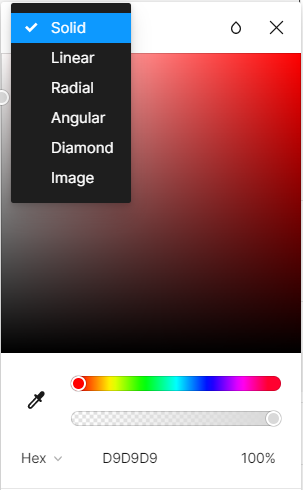 Solid
Linear
Radial
Angular
Diamond
Image
Hex D9D9D9 100%